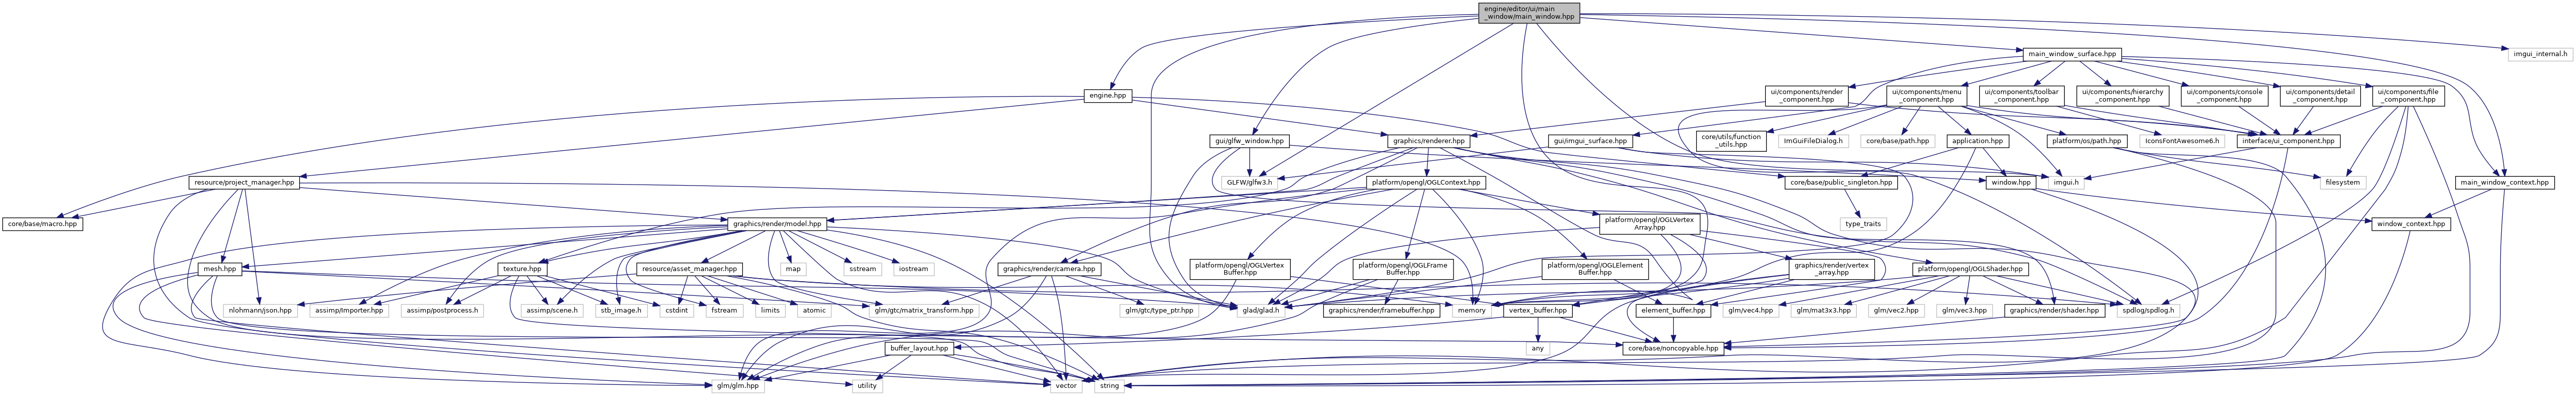 engine/editor/ui/main
_window/main_window.hpp
main_window_surface.hpp
imgui_internal.h
engine.hpp
ui/components/render
_component.hpp
ui/components/menu
_component.hpp
ui/components/toolbar
_component.hpp
ui/components/hierarchy
_component.hpp
ui/components/console
_component.hpp
ui/components/detail
_component.hpp
ui/components/file
_component.hpp
gui/glfw_window.hpp
graphics/renderer.hpp
gui/imgui_surface.hpp
core/utils/function
_utils.hpp
ImGuiFileDialog.h
core/base/path.hpp
application.hpp
platform/os/path.hpp
IconsFontAwesome6.h
interface/ui_component.hpp
resource/project_manager.hpp
GLFW/glfw3.h
platform/opengl/OGLContext.hpp
core/base/public_singleton.hpp
window.hpp
imgui.h
filesystem
main_window_context.hpp
core/base/macro.hpp
graphics/render/model.hpp
platform/opengl/OGLVertex
Array.hpp
type_traits
window_context.hpp
mesh.hpp
texture.hpp
resource/asset_manager.hpp
map
sstream
iostream
graphics/render/camera.hpp
platform/opengl/OGLVertex
Buffer.hpp
platform/opengl/OGLFrame
Buffer.hpp
platform/opengl/OGLElement
Buffer.hpp
graphics/render/vertex
_array.hpp
platform/opengl/OGLShader.hpp
nlohmann/json.hpp
assimp/Importer.hpp
assimp/postprocess.h
assimp/scene.h
stb_image.h
cstdint
fstream
limits
atomic
glm/gtc/matrix_transform.hpp
glm/gtc/type_ptr.hpp
glad/glad.h
graphics/render/framebuffer.hpp
memory
vertex_buffer.hpp
element_buffer.hpp
glm/vec4.hpp
glm/mat3x3.hpp
glm/vec2.hpp
glm/vec3.hpp
graphics/render/shader.hpp
spdlog/spdlog.h
buffer_layout.hpp
any
core/base/noncopyable.hpp
glm/glm.hpp
utility
vector
string